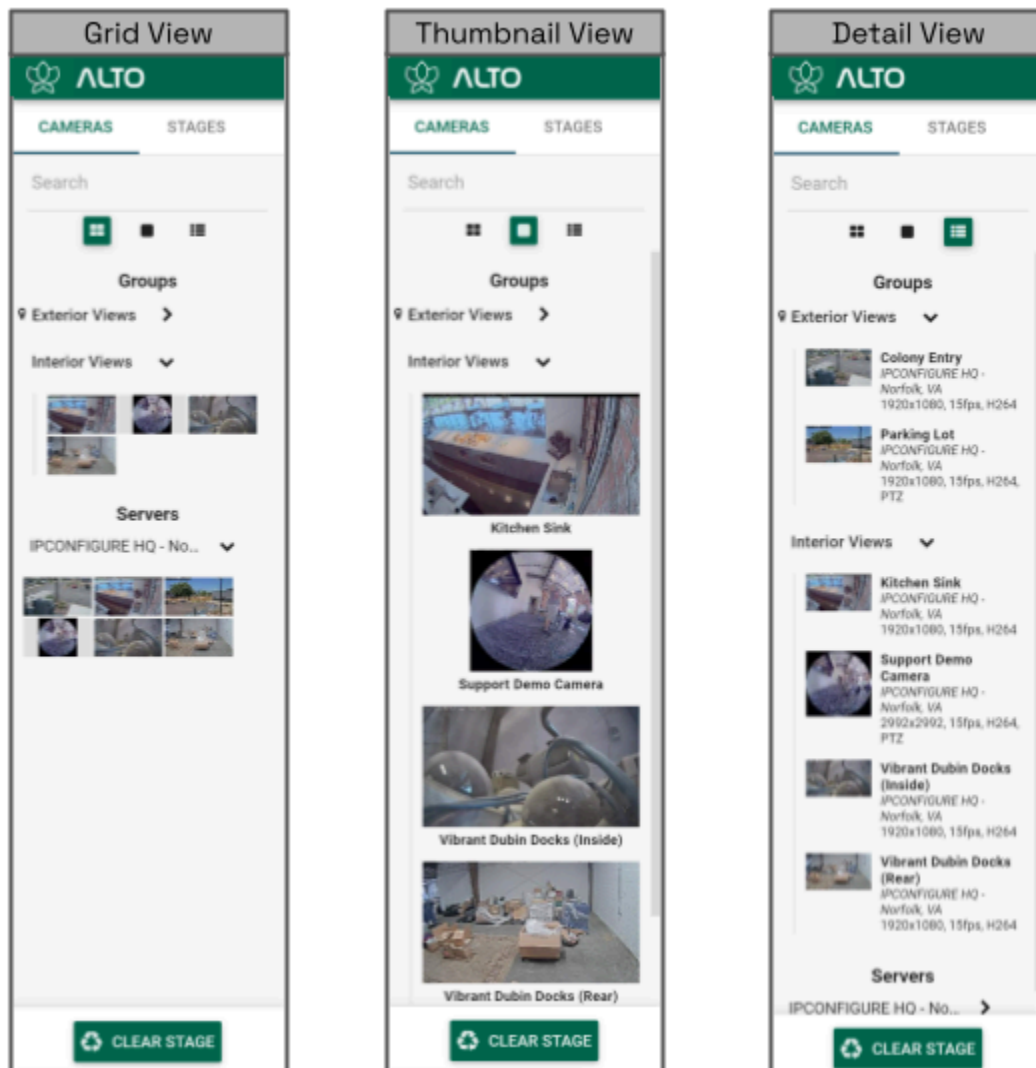 Grid View
ALTO
CAMERAS STAGES
Search
Groups
Exterior Views
Interior Views
Servers
IPCONFIGURE HQ - No...
CLEAR STAGE
Thumbnail View
ALTO
CAMERAS STAGES
Search
Groups
Exterior Views
Interior Views
Kitchen Sink
Support Demo Camera
Vibrant Dubin Docks (Inside)
Vibrant Dubin Docks (Rear)
CLEAR STAGE
Detail View
ALTO
CAMERAS STAGES
Search
Groups
Exterior Views
Colony Entry
IPCONFIGURE HQ -
Norfolk, VA
1920x1080, 15fps, H264
Parking Lot
IPCONFIGURE HQ -
Norfolk, VA
1920x1080, 15fps, H264,
PTZ
Interior Views
Kitchen Sink
IPCONFIGURE HQ -
Norfolk, VA
1920x1080, 15fps, H264
Support Demo
Camera
IPCONFIGURE HQ -
Norfolk, VA
2992x2992, 15fps, H264,
PTZ
Vibrant Dubin Docks
(Inside)
IPCONFIGURE HQ -
Norfolk, VA
1920x1080, 15fps, H264
Vibrant Dubin Docks
(Rear)
IPCONFIGURE HQ -
Norfolk, VA
1920x1080, 15fps, H264
Servers
IPCONFIGURE HQ - No...
CLEAR STAGE